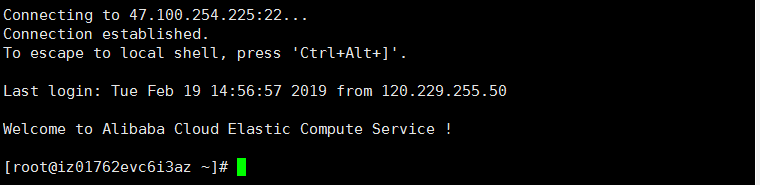 Connecting to 47.100.254.225:22...
Connection established.
To escape to local shell, press 'Ctrl+Alt+]'.
Last login: Tue Feb 19 14:56:57 2019 from 120.229.255.50
Welcome to Alibaba Cloud Elastic Compute Service !
[root@iz01762evc6i3az ~]#